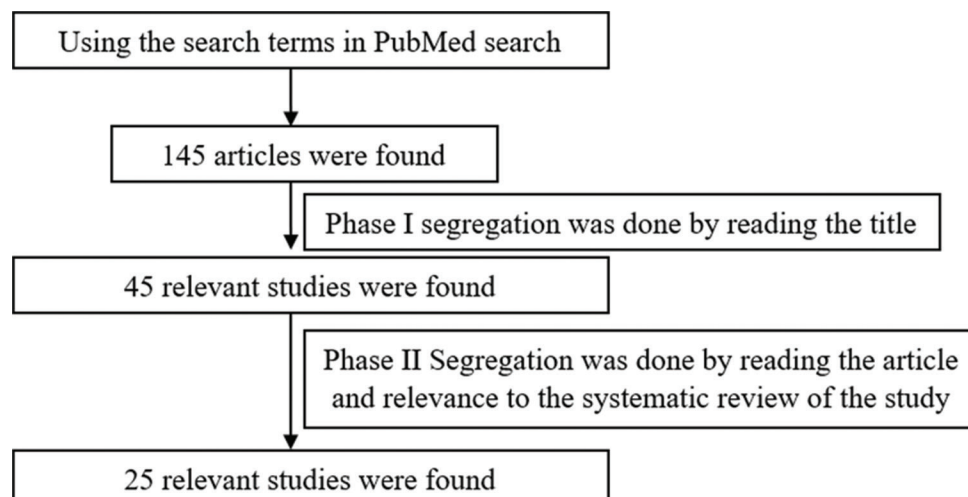 Using the search terms in PubMed search
145 articles were found
Phase I segregation was done by reading the title
45 relevant studies were found
Phase II Segregation was done by reading the article
and relevance to the systematic review of the study
25 relevant studies were found